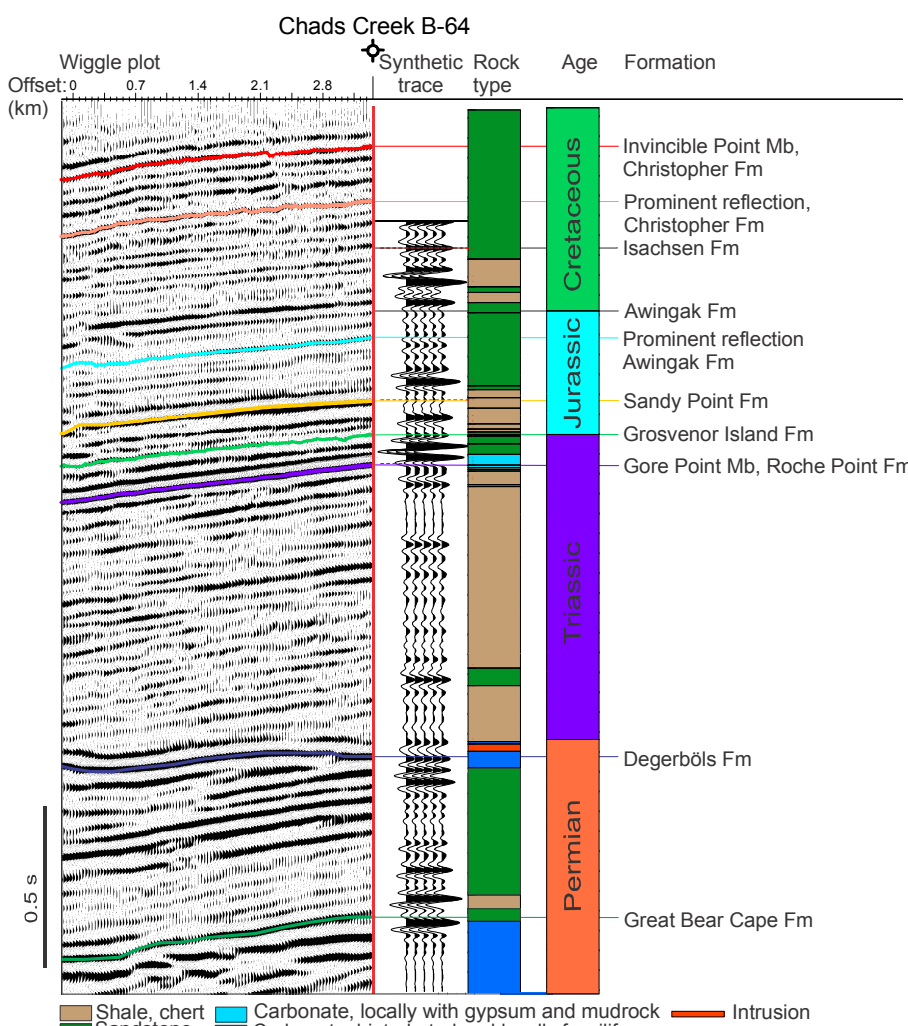 Chads Creek B-64
Wiggle plot
Synthetic trace
Rock type
Age
Formation
Offset: 0 0.7 1.4 2.1 2.8
(km)
Invincible Point Mb,
Christopher Fm
Prominent reflection,
Christopher Fm
Isachsen Fm
Awingak Fm
Prominent reflection
Awingak Fm
Sandy Point Fm
Grosvenor Island Fm
Gore Point Mb, Roche Point Fm
Degerböls Fm
Great Bear Cape Fm
Cretaceous
Jurassic
Triassic
Permian
0.5 s
Shale, chert
Carbonate, locally with gypsum and mudrock
Intrusion
Sandstone